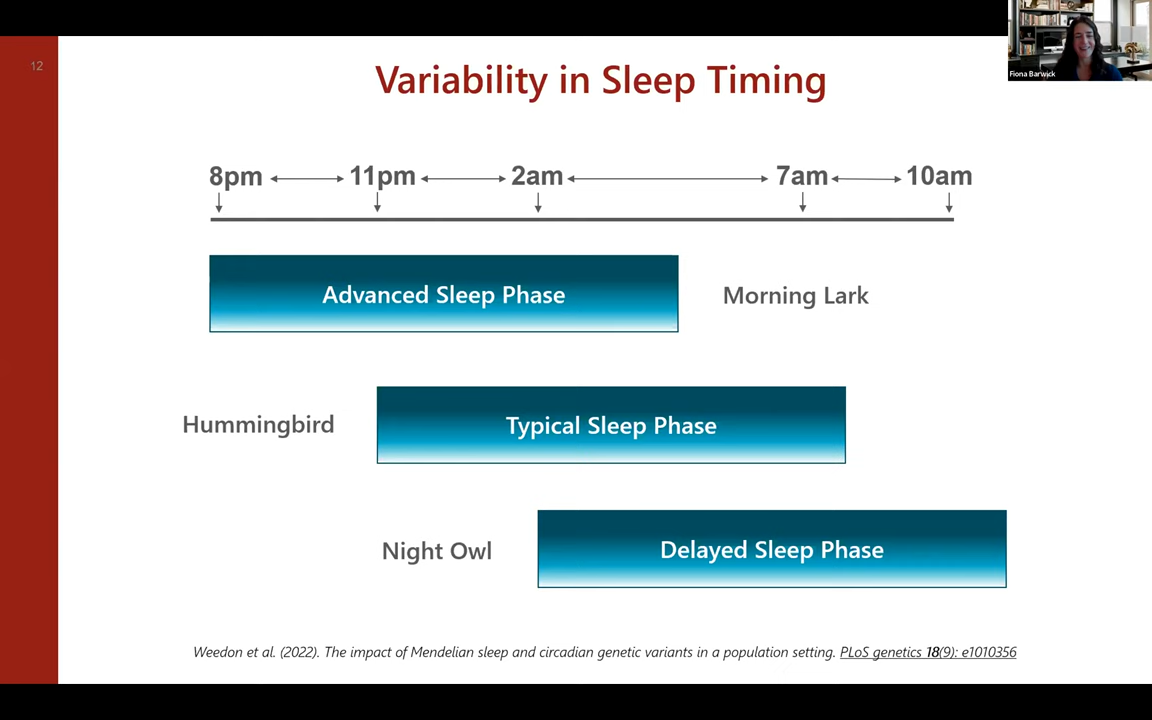 12
Variability in Sleep Timing
Fiona Barwick
8pm 11pm 2am 7am 10am
Advanced Sleep Phase Morning Lark
Hummingbird Typical Sleep Phase
Night Owl Delayed Sleep Phase
Weedon et al. (2022). The impact of Mendelian sleep and circadian genetic variants in a population setting. PLoS genetics 18(9): e1010356